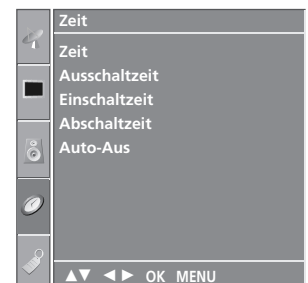 Zeit
Zeit
Ausschaltzeit
Einschaltzeit
Abschaltzeit
Auto-Aus
▲▼ ◄► OK MENU